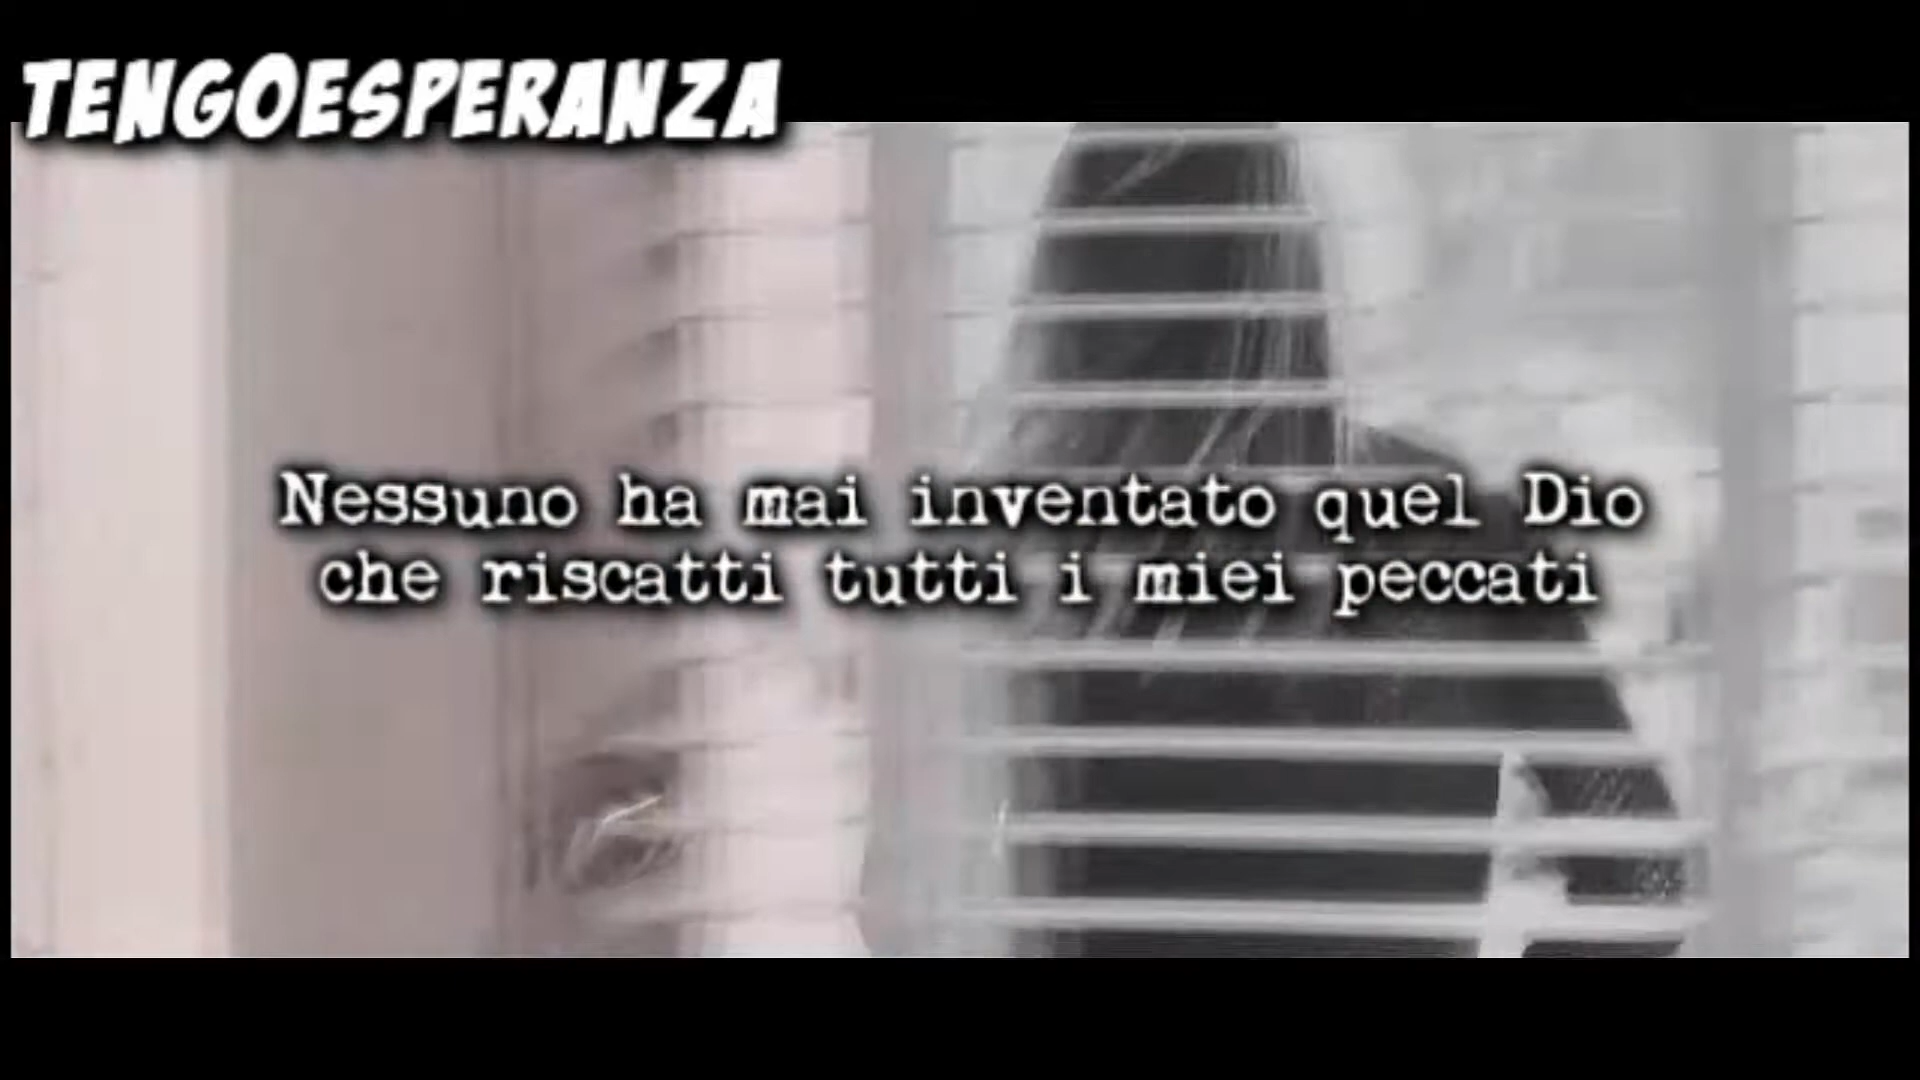 TENGOESPERANZA
Nessuno ha mai inventato quel Dio
che riscatti tutti i miei peccati